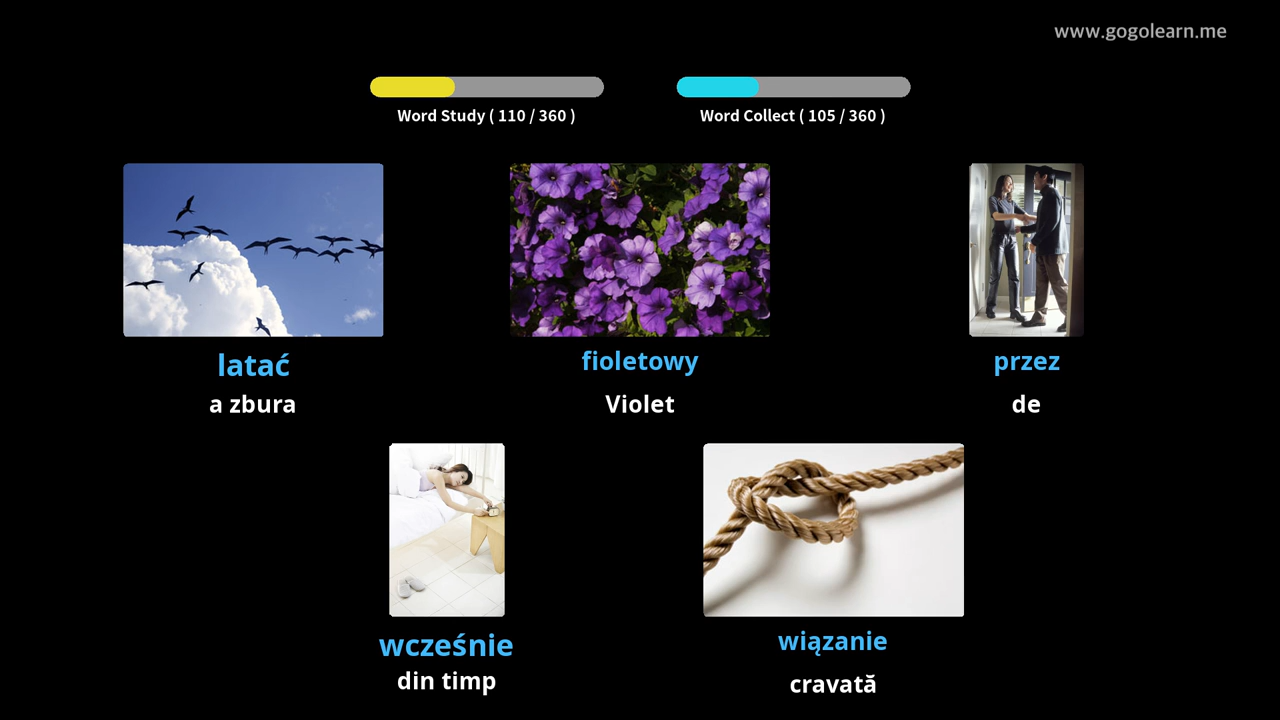 www.gogolearn.me
Word Study ( 110 / 360 )
Word Collect ( 105 / 360 )
latać
a zbura
fioletowy
Violet
przez
de
wcześnie
din timp
wiązanie
cravată